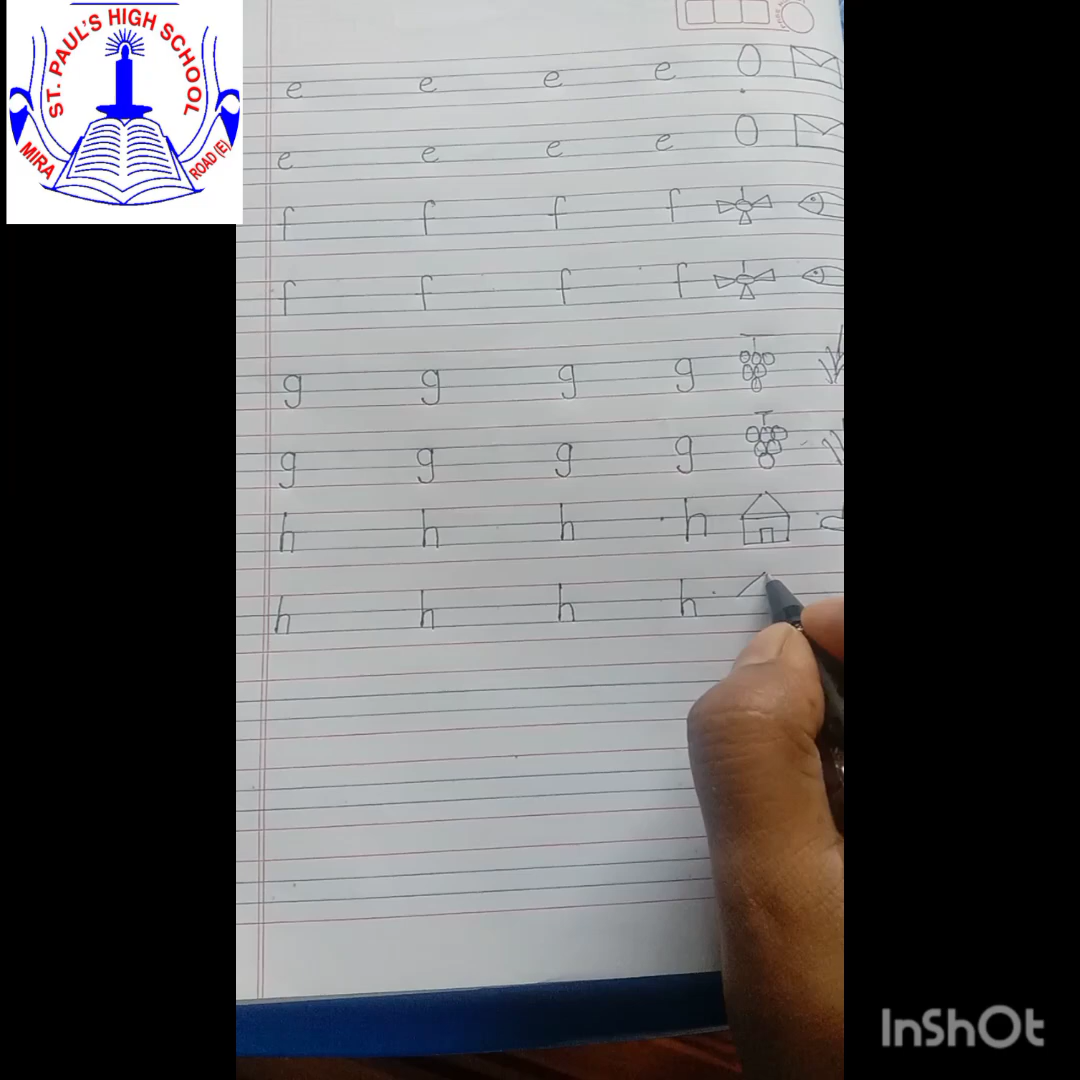 ST. PAUL'S HIGH SCHOOL
MIRA ROAD (E)
e e e e
e e e e
f f f f
f f f f
g g g g
g g g g
h h h h
h h h h
InShOt